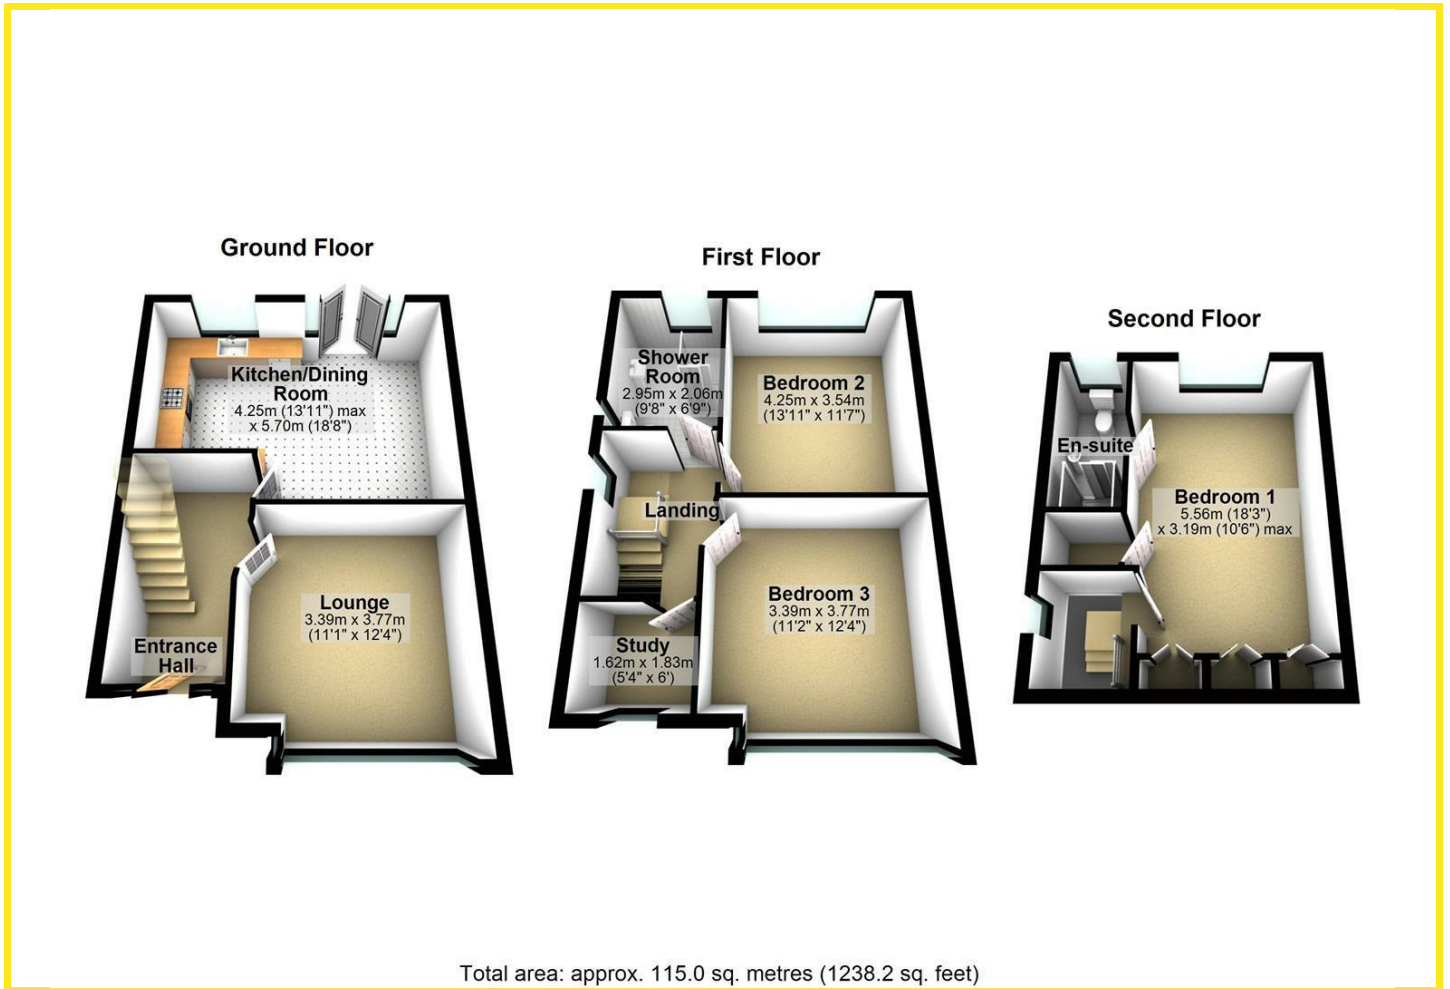 Ground Floor
Kitchen/Dining
Room
4.25m (13'11") max
x 5.70m (18'8")
Lounge
3.39m x 3.77m
(11'1" x 12'4")
Entrance
Hall
First Floor
Shower
Room
2.95m x 2.06m
(9'8" x 6'9")
Bedroom 2
4.25m x 3.54m
(13'11" x 11'7")
Landing
Bedroom 3
3.39m x 3.77m
(11'2" x 12'4")
Study
1.62m x 1.83m
(5'4" x 6')
Second Floor
En-suite
Bedroom 1
5.56m (18'3")
x 3.19m (10'6") max
Total area: approx. 115.0 sq. metres (1238.2 sq. feet)